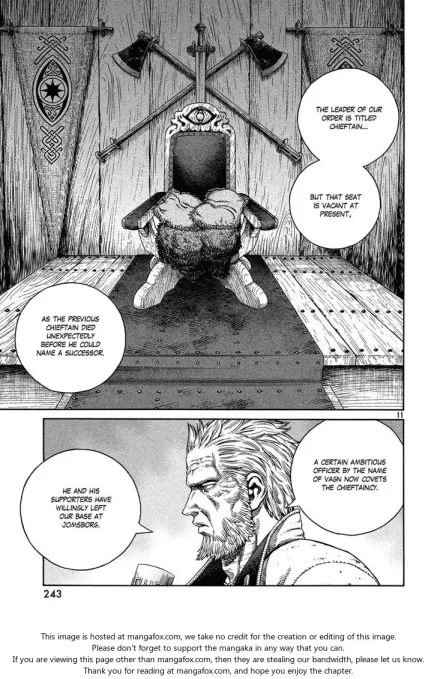 THE LEADER OF OUR
ORDER IS TITLED
CHIEFTAIN...
BUT THAT SEAT
IS VACANT AT
PRESENT,
AS THE PREVIOUS
CHIEFTAIN DIED
UNEXPECTEDLY
BEFORE HE COULD
NAME A SUCCESSOR.
11
A CERTAIN AMBITIOUS
OFFICER BY THE NAME
OF VAGN NOW COVETS
THE CHIEFTAINCY.
HE AND HIS
SUPPORTERS HAVE
WILLINGLY LEFT
OUR BASE AT
JOMSBORG.
243
This image is hosted at mangafox.com, we take no credit for the creation or editing of this image.
Please don't forget to support the mangaka in any way that you can.
If you are viewing this page other than mangafox.com, then they are stealing our bandwidth, please let us know.
Thank you for reading at mangafox.com, and hope you enjoy the chapter.